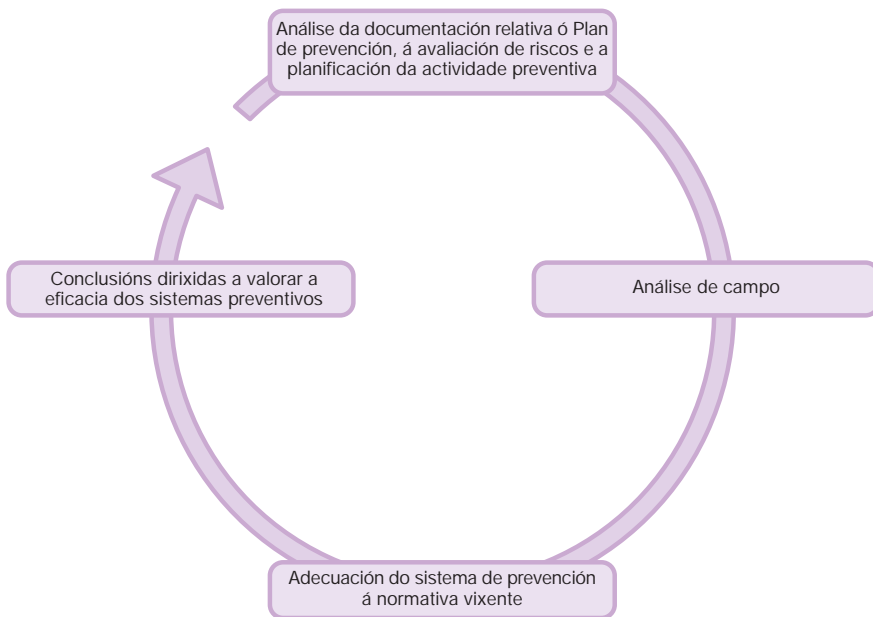 Análise da documentación relativa ó Plan
de prevención, á avaliación de riscos e a
planificación da actividade preventiva
Análise de campo
Adecuación do sistema de prevención
á normativa vixente
Conclusións dirixidas a valorar a
eficacia dos sistemas preventivos